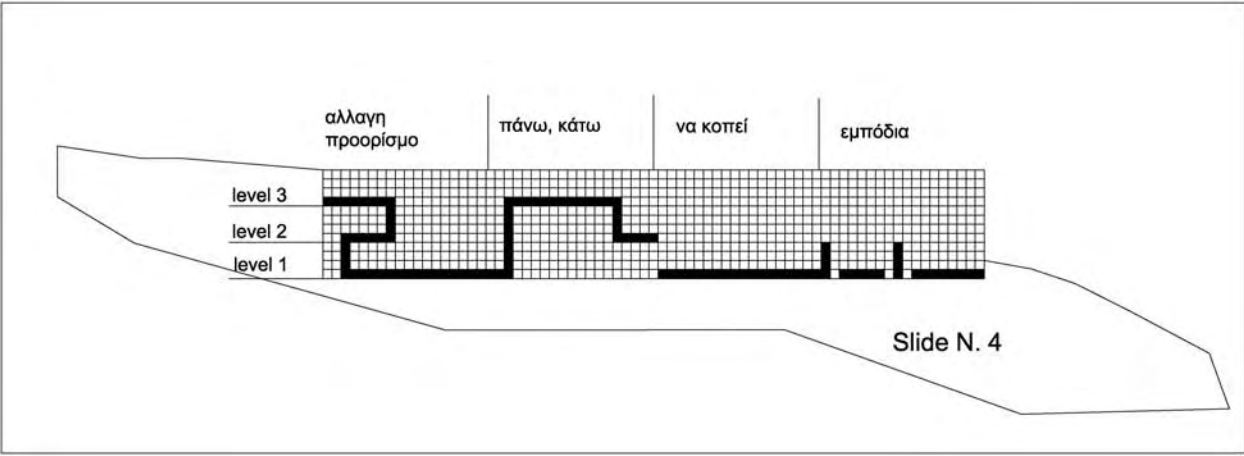 αλλαγη
προορίσμο
πάνω, κάτω
να κοπεί
εμπόδια
level 3
level 2
level 1
Slide N. 4